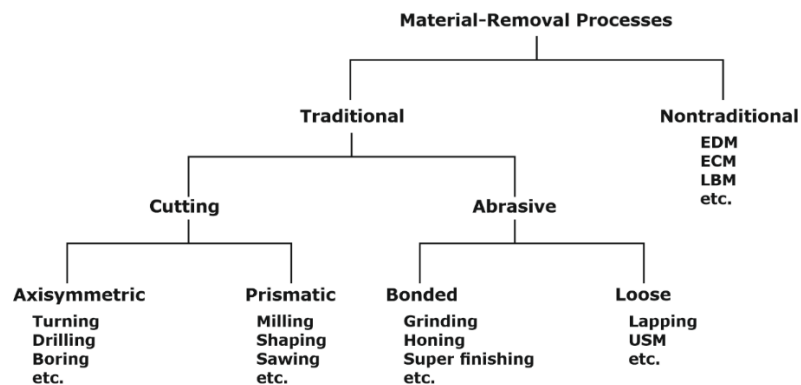 Material-Removal Processes
Traditional
Nontraditional
EDM
ECM
LBM
etc.
Cutting
Abrasive
Axisymmetric
Turning
Drilling
Boring
etc.
Prismatic
Milling
Shaping
Sawing
etc.
Bonded
Grinding
Honing
Super finishing
etc.
Loose
Lapping
USM
etc.